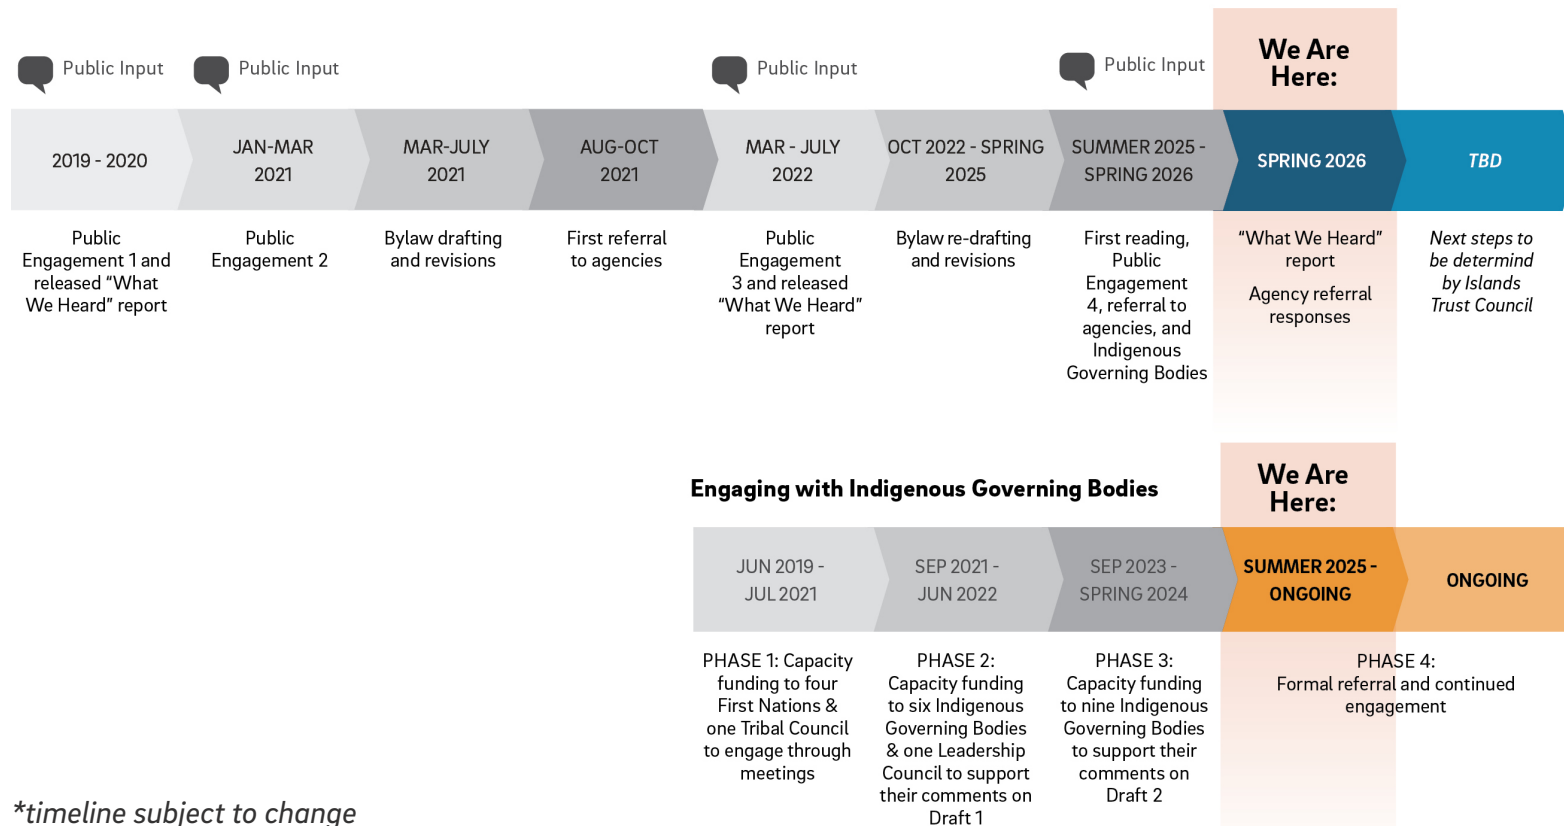 Public Input
Public Input
Public Input
Public Input
We Are
Here:
2019 - 2020
JAN-MAR
2021
MAR-JULY
2021
AUG-OCT
2021
MAR - JULY
2022
OCT 2022 - SPRING
2025
SUMMER 2025 -
SPRING 2026
SPRING 2026
TBD
Public
Engagement 1 and
released “What
We Heard” report
Public
Engagement 2
Bylaw drafting
and revisions
First referral
to agencies
Public
Engagement
3 and released
“What We Heard”
report
Bylaw re-drafting
and revisions
First reading,
Public
Engagement
4, referral to
agencies, and
Indigenous
Governing Bodies
“What We Heard”
report
Agency referral
responses
Next steps to
be determind
by Islands
Trust Council
Engaging with Indigenous Governing Bodies
We Are
Here:
JUN 2019 -
JUL 2021
SEP 2021 -
JUN 2022
SEP 2023 -
SPRING 2024
SUMMER 2025 -
ONGOING
ONGOING
PHASE 1: Capacity
funding to four
First Nations &
one Tribal Council
to engage through
meetings
PHASE 2:
Capacity funding
to six Indigenous
Governing Bodies
& one Leadership
Council to support
their comments on
Draft 1
PHASE 3:
Capacity funding
to nine Indigenous
Governing Bodies
to support their
comments on
Draft 2
PHASE 4:
Formal referral and continued
engagement
*timeline subject to change